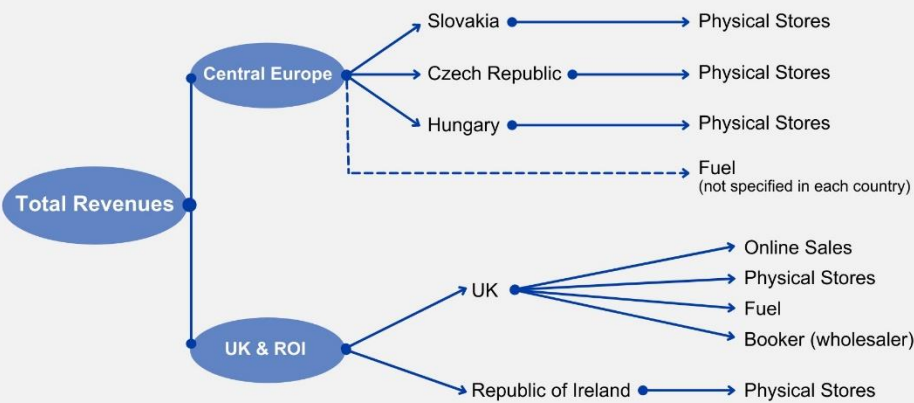 Slovakia
Physical Stores
Central Europe
Czech Republic
Physical Stores
Hungary
Physical Stores
Fuel
(not specified in each country)
Total Revenues
Online Sales
UK
Physical Stores
Fuel
Booker (wholesaler)
UK & ROI
Republic of Ireland
Physical Stores